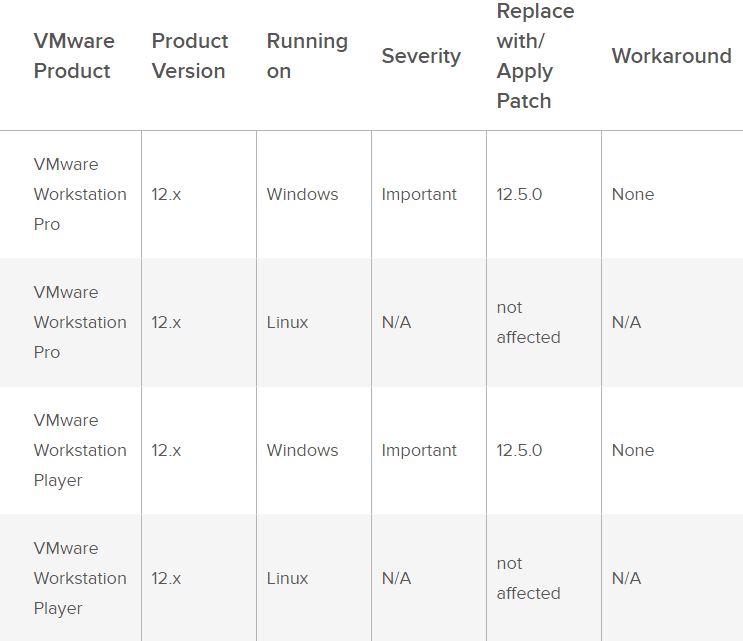 VMware Product | Product Version | Running on | Severity | Replace with/ Apply Patch | Workaround
VMware Workstation Pro | 12.x | Windows | Important | 12.5.0 | None
VMware Workstation Pro | 12.x | Linux | N/A | not affected | N/A
VMware Workstation Player | 12.x | Windows | Important | 12.5.0 | None
VMware Workstation Player | 12.x | Linux | N/A | not affected | N/A